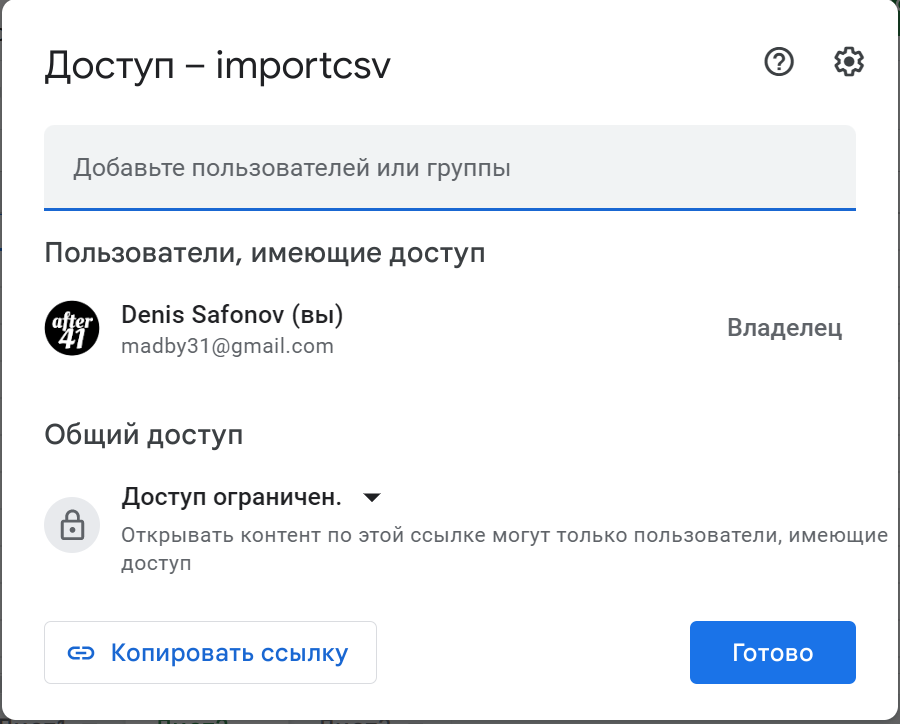 Доступ – importcsv
Добавьте пользователей или группы
Пользователи, имеющие доступ
after
41
Denis Safonov (вы)
madby31@gmail.com
Владелец
Общий доступ
Доступ ограничен.
Открывать контент по этой ссылке могут только пользователи, имеющие
доступ
Копировать ссылку
Готово